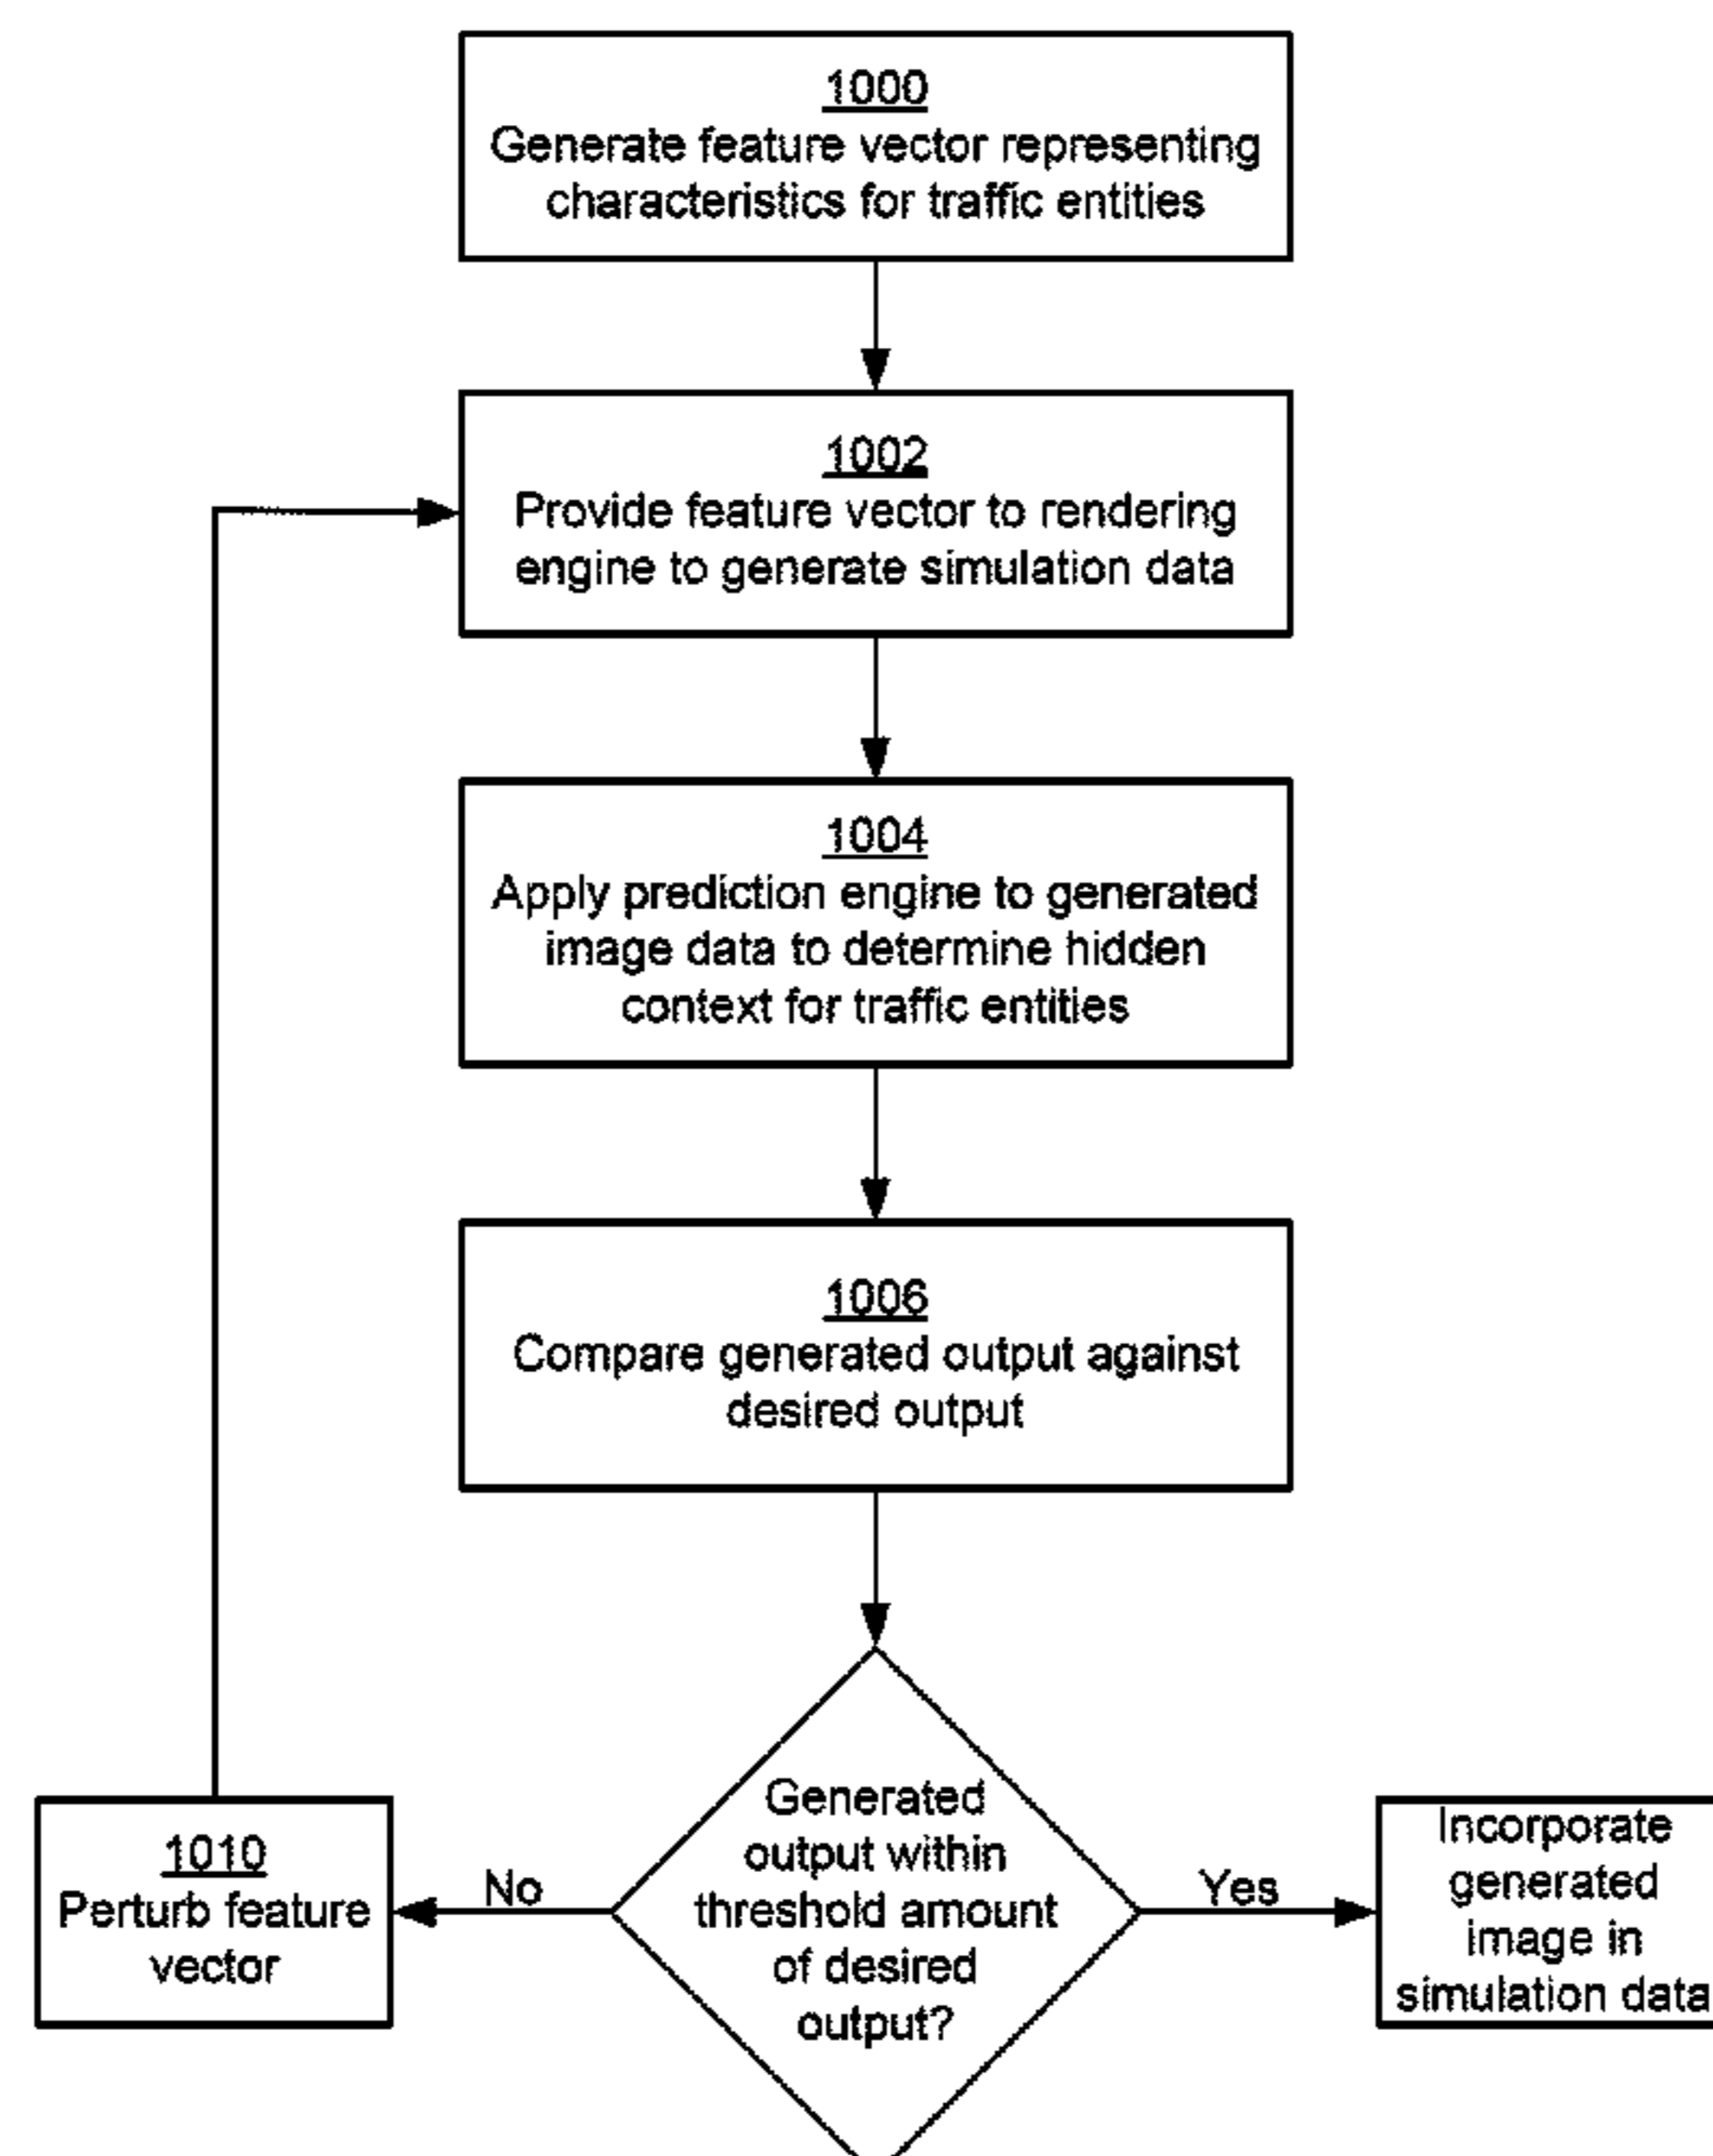 1000
Generate feature vector representing
characteristics for traffic entities
1002
Provide feature vector to rendering
engine to generate simulation data
1004
Apply prediction engine to generated
image data to determine hidden
context for traffic entities
1006
Compare generated output against
desired output
Generated
output within
threshold amount
of desired
output?
No
Yes
1010
Perturb feature
vector
Incorporate
generated
image in
simulation data